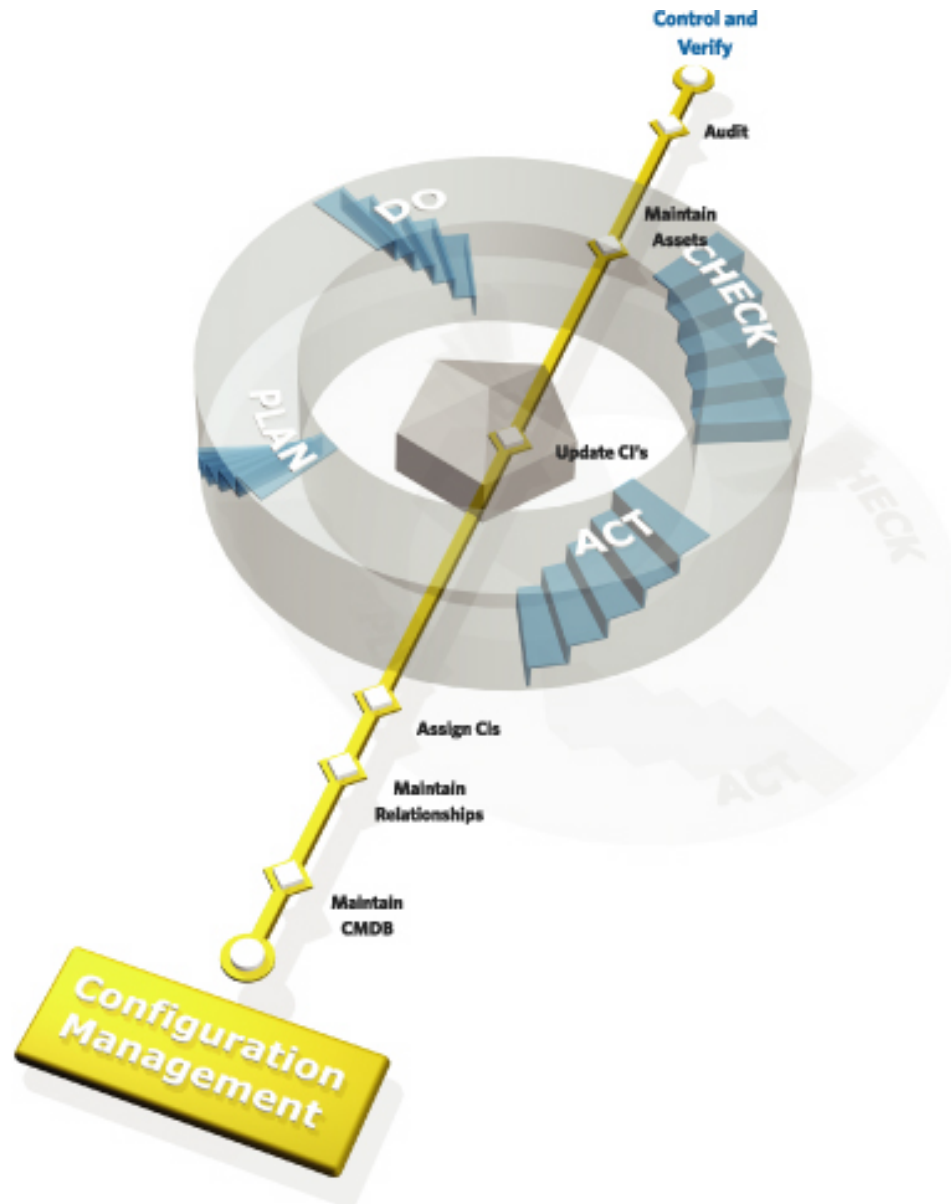 Control and
Verify
Audit
Maintain
Assets
DO
CHECK
PLAN
Update CI's
ACT
HECK
Assign CIs
ACT
Maintain
Relationships
Maintain
CMDB
Configuration
Management